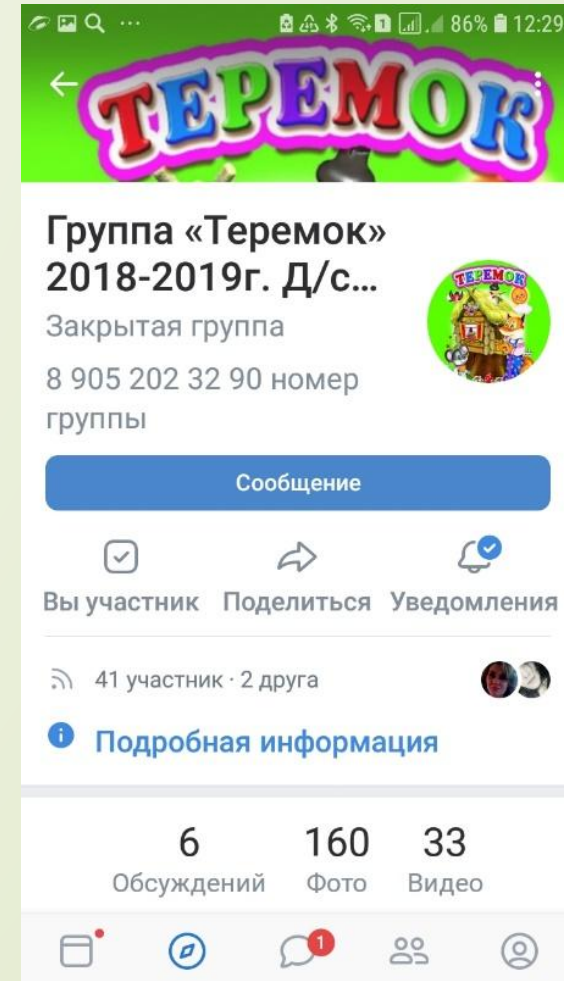 86% 12:29
ТЕРЕМОК
Группа «Теремок»
2018-2019г. Д/с...
ТЕРЕМОК
Закрытая группа
8 905 202 32 90 номер
группы
Сообщение
Вы участник Поделиться Уведомления
41 участник · 2 друга
Подробная информация
6 160 33
Обсуждений Фото Видео
1